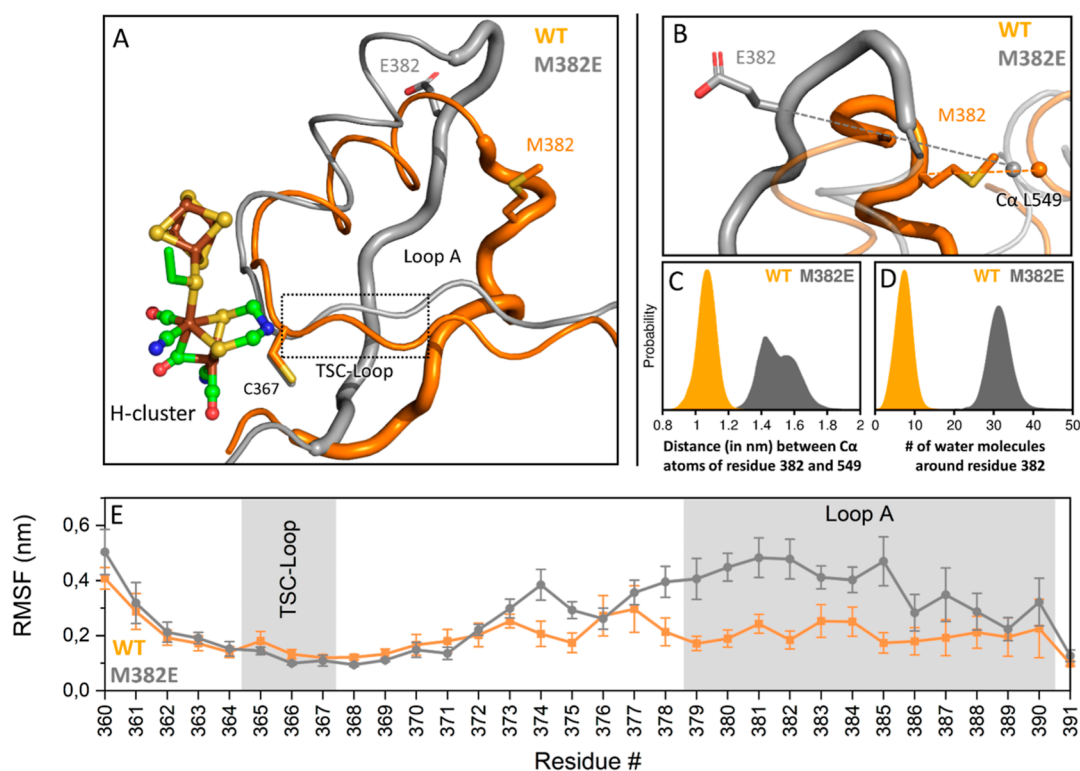 A
WT
M382E
E382
M382
Loop A
TSC-Loop
C367
H-cluster
B
WT
M382E
E382
M382
Cα L549
C
WT M382E
Probability
0.8 1 1.2 1.4 1.6 1.8 2
Distance (in nm) between Cα
atoms of residue 382 and 549
D
WT M382E
0 10 20 30 40 50
# of water molecules
around residue 382
E
TSC-Loop
Loop A
WT
M382E
RMSF (nm)
0,6
0,4
0,2
0,0
360 361 362 363 364 365 366 367 368 369 370 371 372 373 374 375 376 377 378 379 380 381 382 383 384 385 386 387 388 389 390 391
Residue #